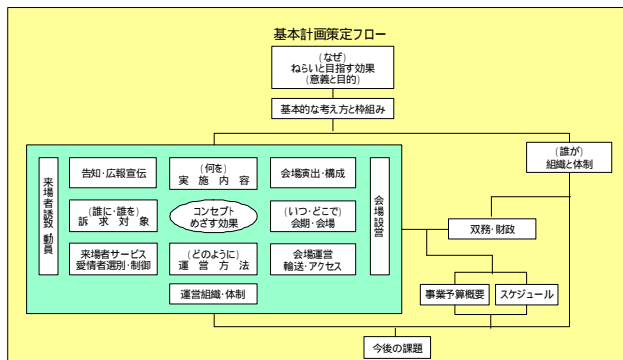 基本計画策定フロー
(なぜ)
ねらいと目指す効果
(意義と目的)
基本的な考え方と枠組み
(誰が)
組織と体制
来場者誘致・動員
告知・広報宣伝
(何を)
実施内容
会場演出・構成
会場設営
(誰に・誰を)
訴求対象
コンセプト
めざす効果
(いつ・どこで)
会期・会場
双務・財政
来場者サービス
愛情者選別・制御
(どのように)
運営方法
会場運営
輸送・アクセス
運営組織・体制
事業予算概要
スケジュール
今後の課題